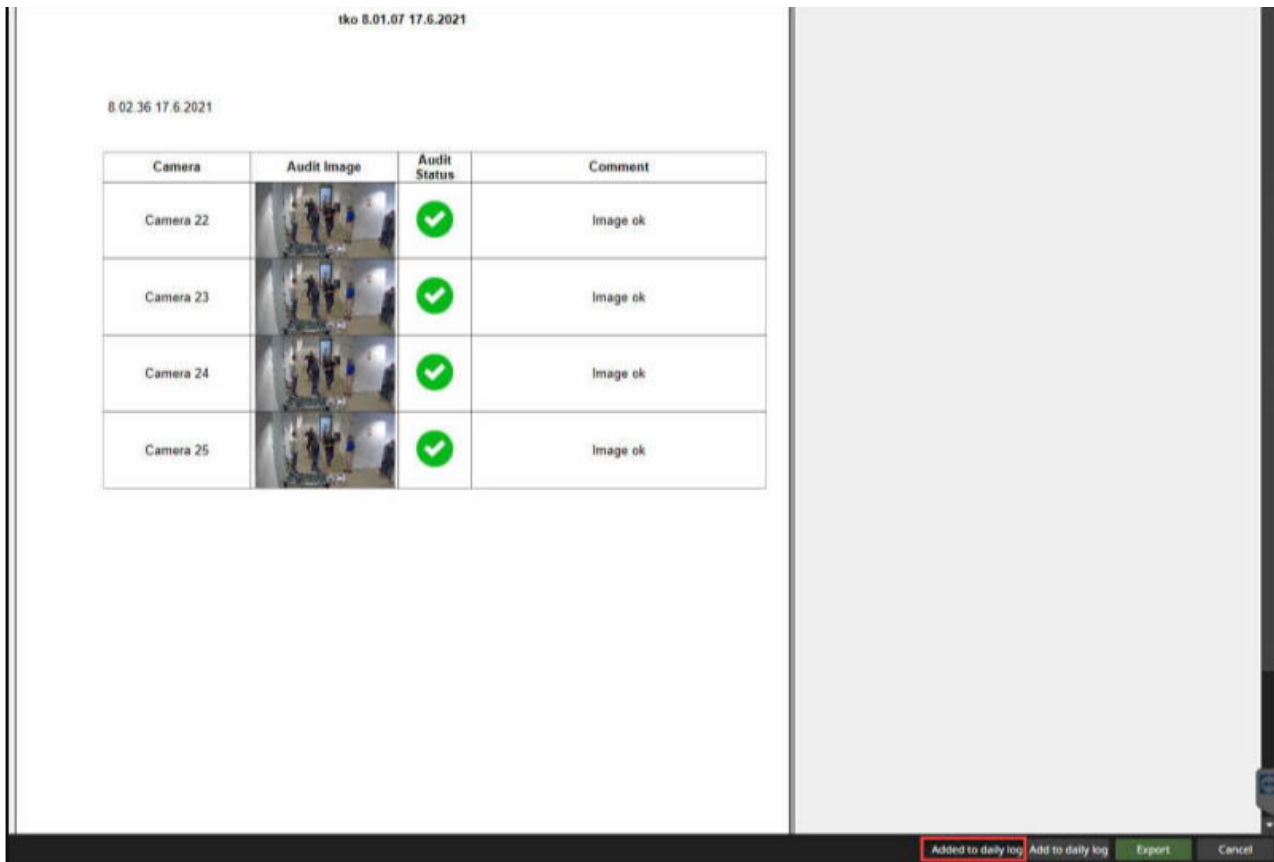 tko 8.01.07 17.6.2021
8.02.36 17.6.2021
Camera Audit Image Audit Status Comment
Camera 22 Image ok
Camera 23 Image ok
Camera 24 Image ok
Camera 25 Image ok
Added to daily log Add to daily log Export Cancel